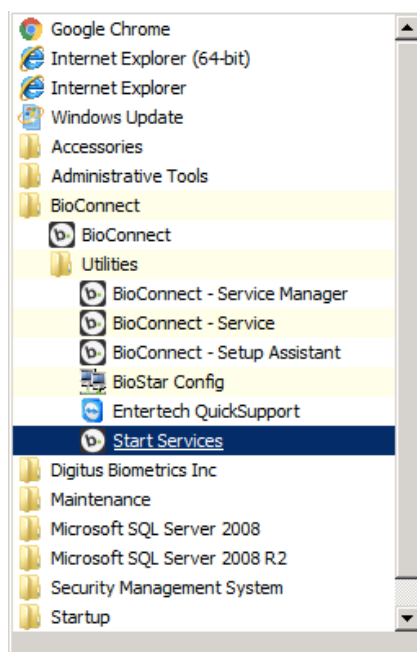 Google Chrome
Internet Explorer (64-bit)
Internet Explorer
Windows Update
Accessories
Administrative Tools
BioConnect
BioConnect
Utilities
BioConnect - Service Manager
BioConnect - Service
BioConnect - Setup Assistant
BioStar Config
Entertech QuickSupport
Start Services
Digitus Biometrics Inc
Maintenance
Microsoft SQL Server 2008
Microsoft SQL Server 2008 R2
Security Management System
Startup